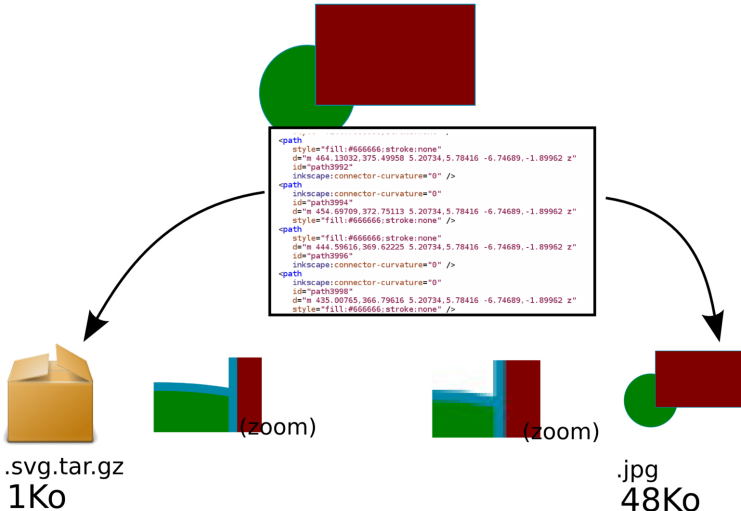 <path
style="fill:#666666;stroke:none"
d="m 464.13032,375.49958 5.20734,5.78416 -6.74689,-1.89962 z"
id="path3992"
inkscape:connector-curvature="0" />
<path
inkscape:connector-curvature="0"
id="path3994"
d="m 454.69709,372.75113 5.20734,5.78416 -6.74689,-1.89962 z"
style="fill:#666666;stroke:none" />
<path
style="fill:#666666;stroke:none"
d="m 444.59616,369.62225 5.20734,5.78416 -6.74689,-1.89962 z"
id="path3996"
inkscape:connector-curvature="0" />
<path
inkscape:connector-curvature="0"
id="path3998"
d="m 435.00765,366.79616 5.20734,5.78416 -6.74689,-1.89962 z"
style="fill:#666666;stroke:none" />
(zoom)
(zoom)
.svg.tar.gz
1Ko
.jpg
48Ko